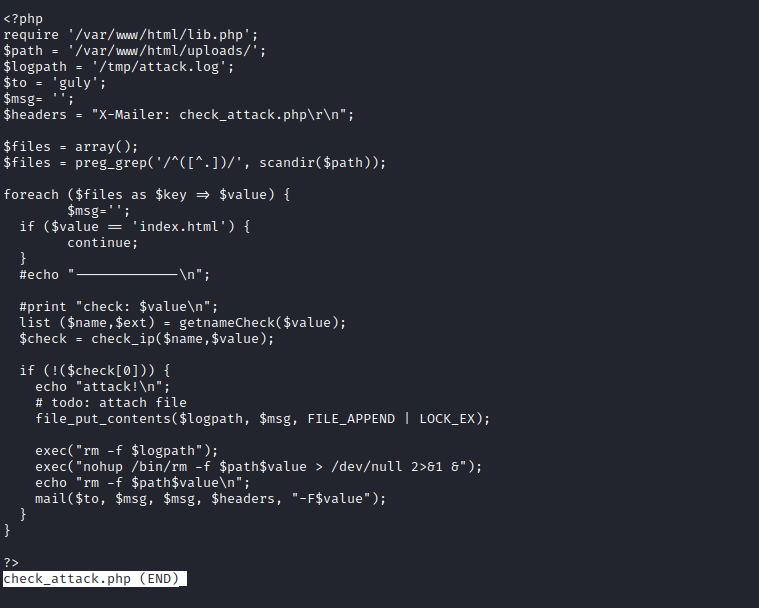 <?php
require '/var/www/html/lib.php';
$path = '/var/www/html/uploads/';
$logpath = '/tmp/attack.log';
$to = 'guly';
$msg= '';
$headers = "X-Mailer: check_attack.php\r\n";

$files = array();
$files = preg_grep('/^([^.])/', scandir($path));

foreach ($files as $key => $value) {
        $msg='';
  if ($value == 'index.html') {
        continue;
  }
  #echo "-------------\n";

  #print "check: $value\n";
  list ($name,$ext) = getnameCheck($value);
  $check = check_ip($name,$value);

  if (!($check[0])) {
    echo "attack!\n";
    # todo: attach file
    file_put_contents($logpath, $msg, FILE_APPEND | LOCK_EX);

    exec("rm -f $logpath");
    exec("nohup /bin/rm -f $path$value > /dev/null 2>&1 &");
    echo "rm -f $path$value\n";
    mail($to, $msg, $msg, $headers, "-F$value");
  }
}

?>
check_attack.php (END)